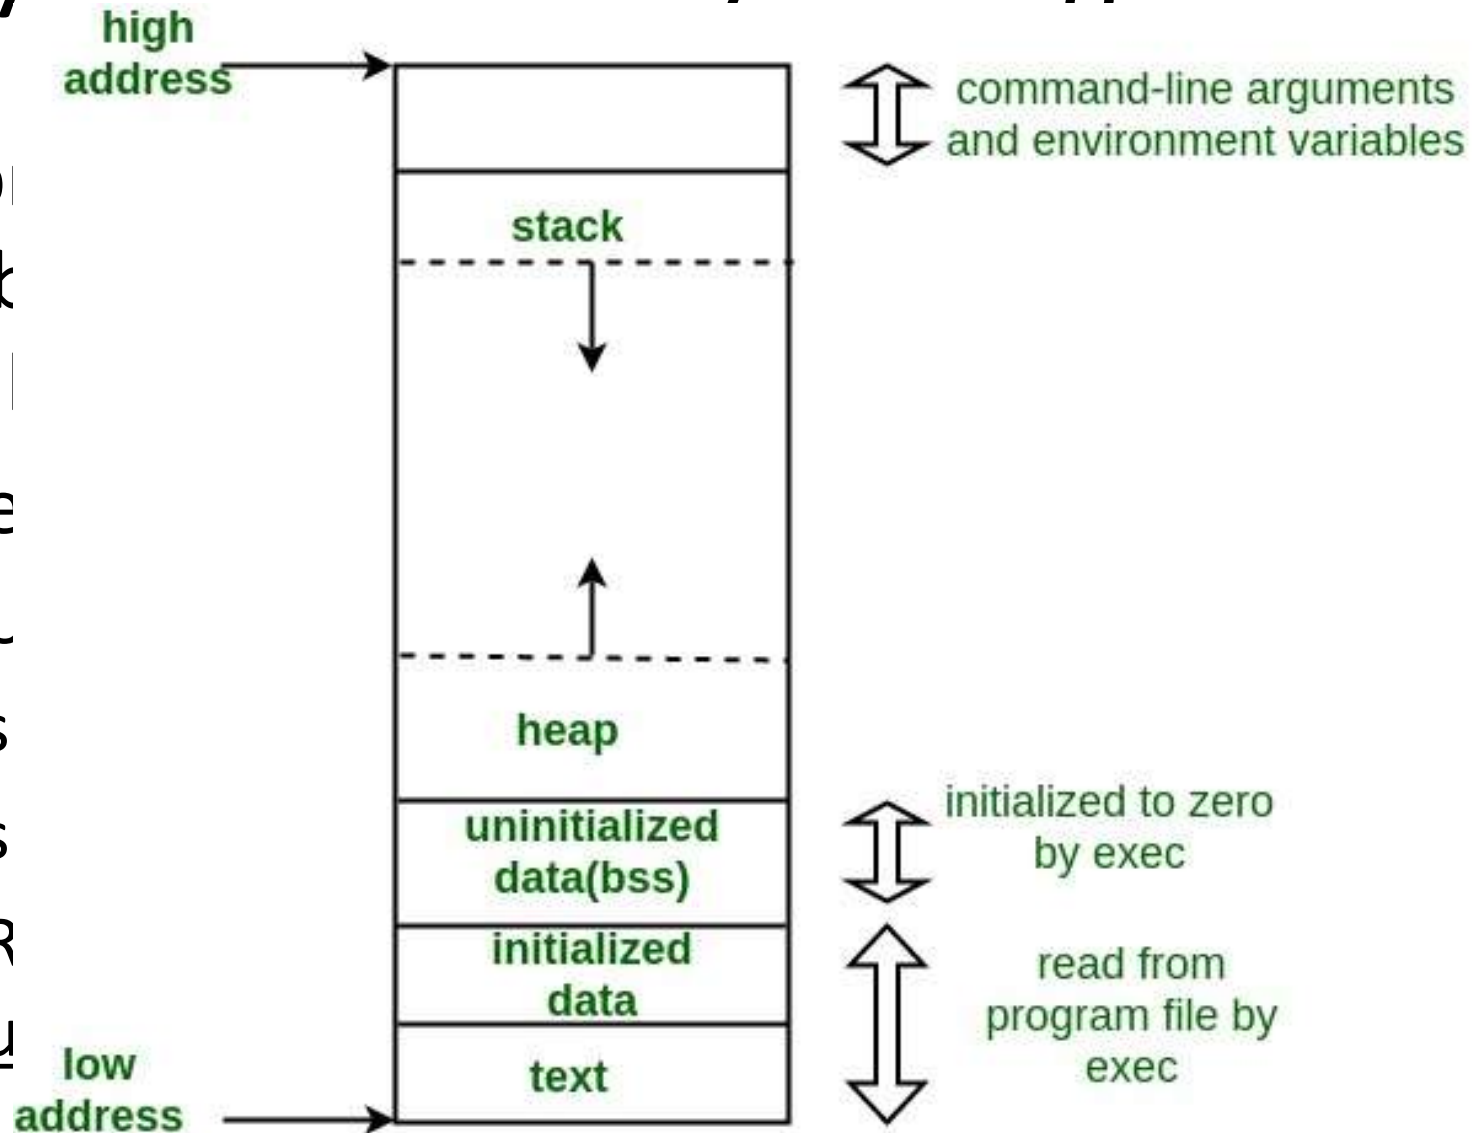 high
address
command-line arguments
and environment variables
stack
heap
uninitialized
data(bss)
initialized to zero
by exec
initialized
data
read from
program file by
exec
text
low
address